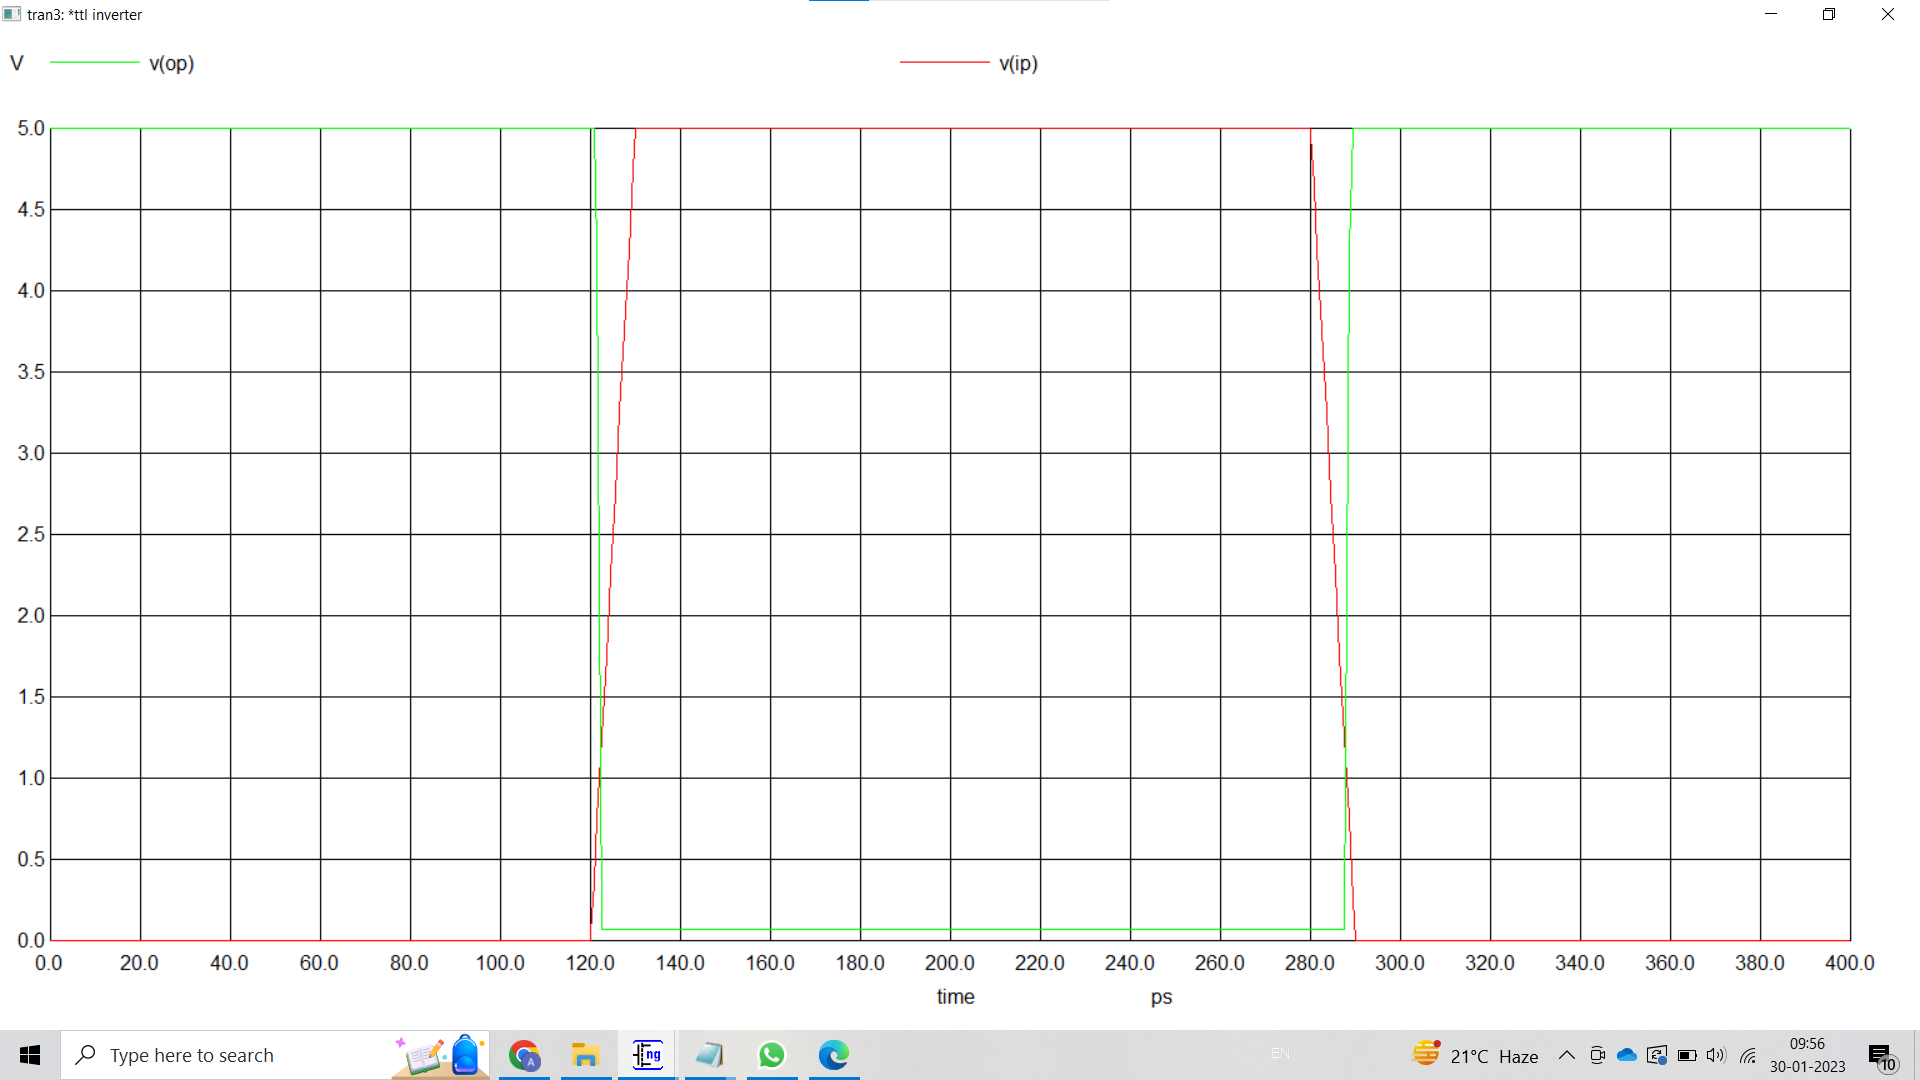 tran3: *ttl inverter
V v(op) v(ip)
5.0
4.5
4.0
3.5
3.0
2.5
2.0
1.5
1.0
0.5
0.0
0.0 20.0 40.0 60.0 80.0 100.0 120.0 140.0 160.0 180.0 200.0 220.0 240.0 260.0 280.0 300.0 320.0 340.0 360.0 380.0 400.0
time ps
Type here to search
A
ng
EN
21°C Haze
09:56
30-01-2023
10